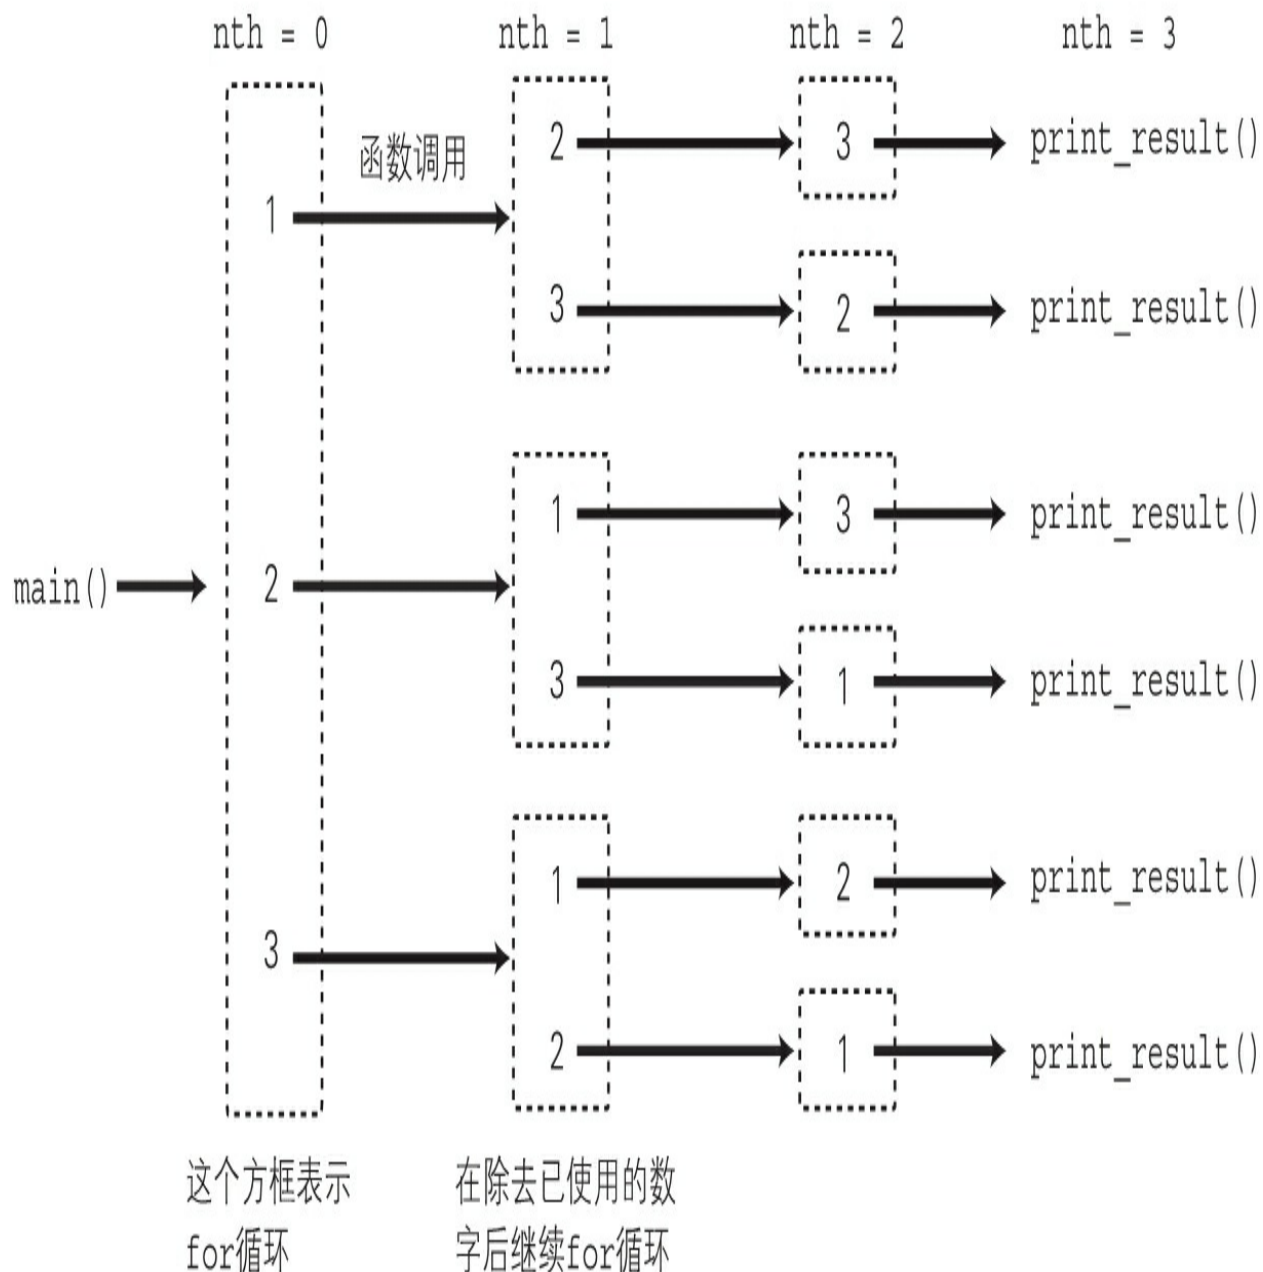 nth = 0 nth = 1 nth = 2 nth = 3
函数调用
2 3 print_result()
1
3 2 print_result()
1 3 print_result()
main() 2
3 1 print_result()
1 2 print_result()
3
2 1 print_result()
这个方框表示
for循环
在除去已使用的数
字后继续for循环